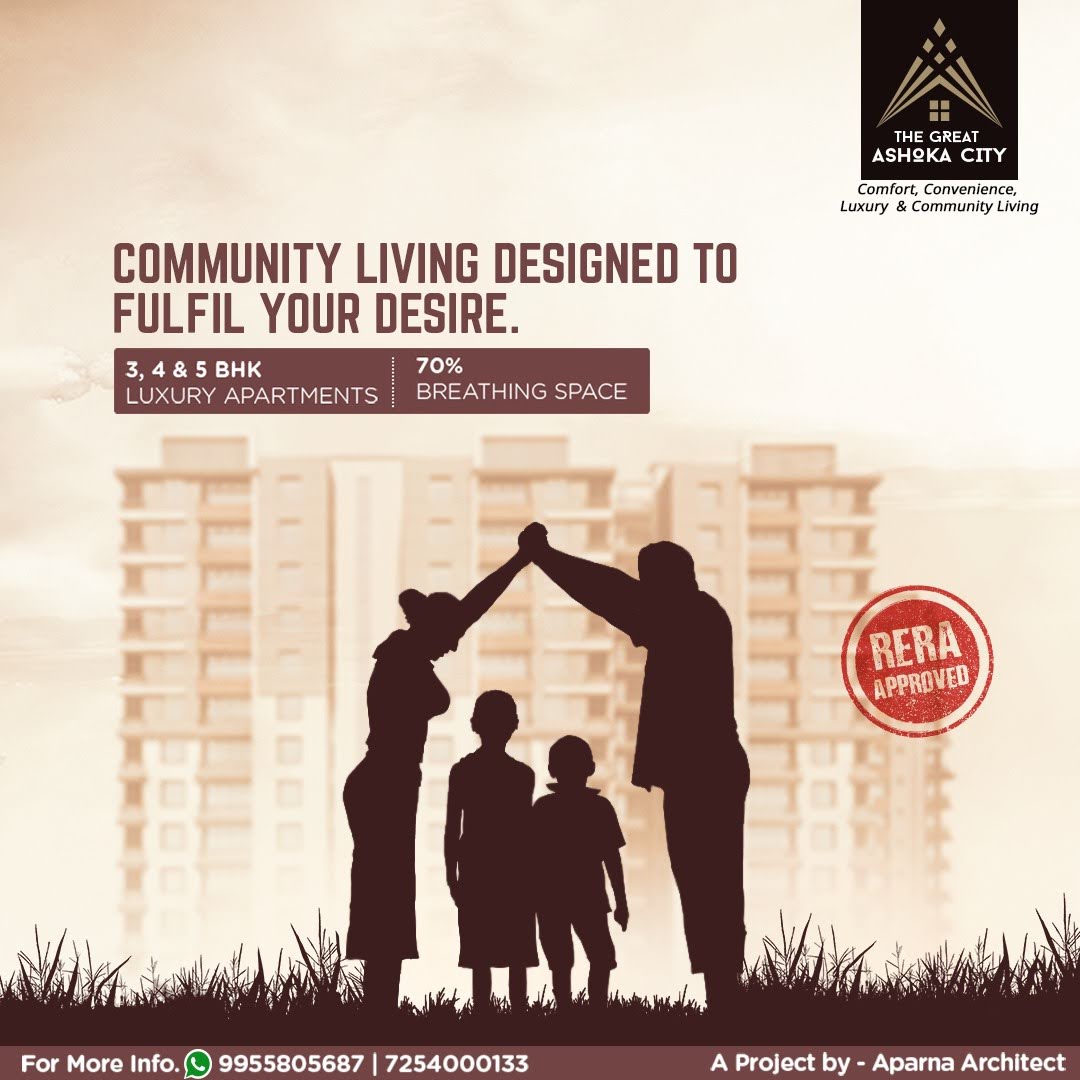 THE GREAT
ASHOKA CITY
Comfort, Convenience,
Luxury & Community Living
COMMUNITY LIVING DESIGNED TO
FULFIL YOUR DESIRE.
3, 4 & 5 BHK
LUXURY APARTMENTS
70%
BREATHING SPACE
RERA
APPROVED
For More Info. 9955805687 | 7254000133
A Project by - Aparna Architect